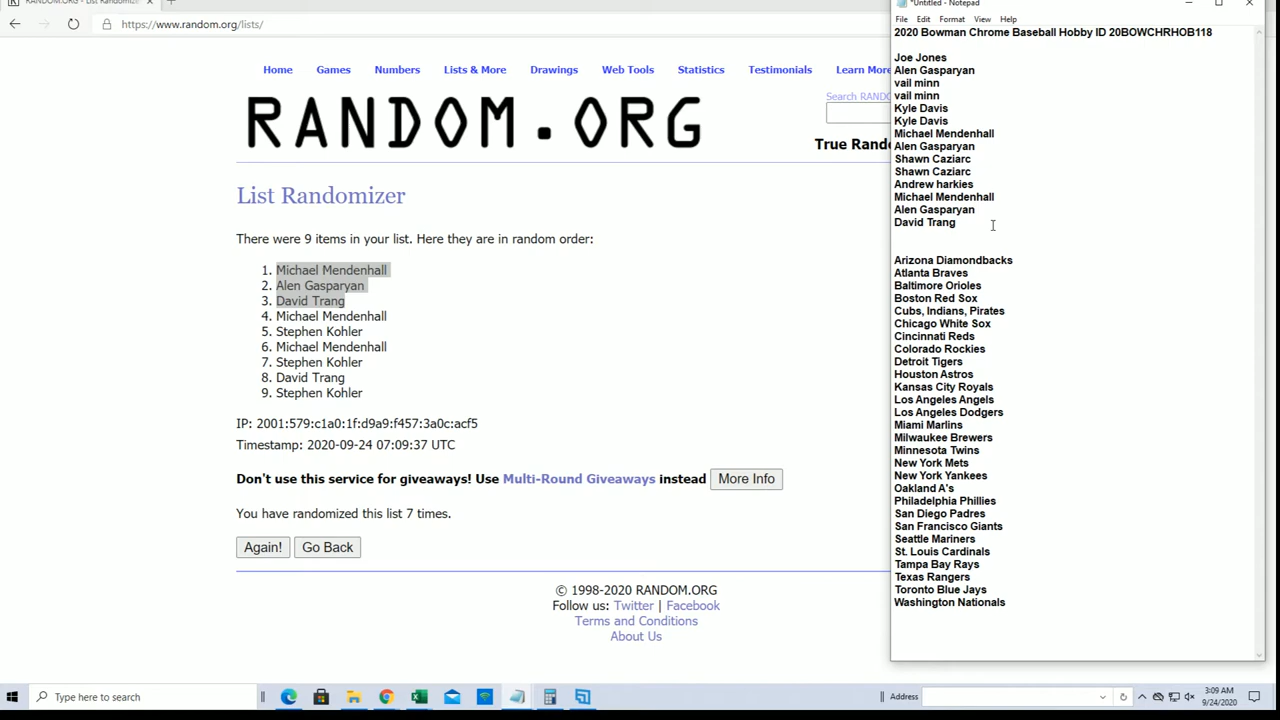 RANDOM.ORG - List Randomiz
https://www.random.org/lists/
Home Games Numbers Lists & More Drawings Web Tools Statistics Testimonials Learn More
RANDOM.ORG
Search RANDO
True Rando
List Randomizer
There were 9 items in your list. Here they are in random order:
1. Michael Mendenhall
2. Alen Gasparyan
3. David Trang
4. Michael Mendenhall
5. Stephen Kohler
6. Michael Mendenhall
7. Stephen Kohler
8. David Trang
9. Stephen Kohler
IP: 2001:579:c1a0:1f:d9a9:f457:3a0c:acf5
Timestamp: 2020-09-24 07:09:37 UTC
Don't use this service for giveaways! Use Multi-Round Giveaways instead More Info
You have randomized this list 7 times.
Again! Go Back
© 1998-2020 RANDOM.ORG
Follow us: Twitter | Facebook
Terms and Conditions
About Us
*Untitled - Notepad
File Edit Format View Help
2020 Bowman Chrome Baseball Hobby ID 20BOWCHRHOB118
Joe Jones
Alen Gasparyan
vail minn
vail minn
Kyle Davis
Kyle Davis
Michael Mendenhall
Alen Gasparyan
Shawn Caziarc
Shawn Caziarc
Andrew harkies
Michael Mendenhall
Alen Gasparyan
David Trang
Arizona Diamondbacks
Atlanta Braves
Baltimore Orioles
Boston Red Sox
Cubs, Indians, Pirates
Chicago White Sox
Cincinnati Reds
Colorado Rockies
Detroit Tigers
Houston Astros
Kansas City Royals
Los Angeles Angels
Los Angeles Dodgers
Miami Marlins
Milwaukee Brewers
Minnesota Twins
New York Mets
New York Yankees
Oakland A's
Philadelphia Phillies
San Diego Padres
San Francisco Giants
Seattle Mariners
St. Louis Cardinals
Tampa Bay Rays
Texas Rangers
Toronto Blue Jays
Washington Nationals
Type here to search
Address
3:09 AM
9/24/2020